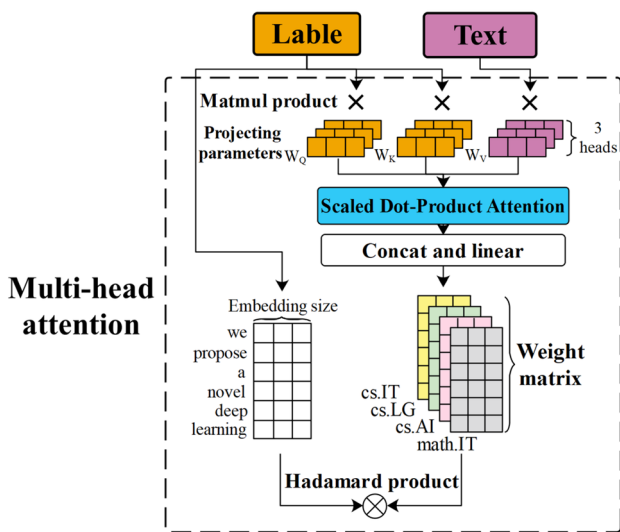 Lable
Text
Matmul product
Projecting
parameters
W_Q
W_K
W_V
3
heads
Scaled Dot-Product Attention
Concat and linear
Multi-head
attention
Embedding size
we
propose
a
novel
deep
learning
cs.IT
cs.LG
cs.AI
math.IT
Weight
matrix
Hadamard product